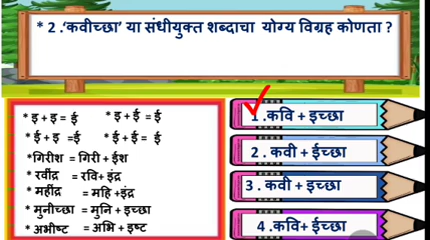 * 2 .‘कवीच्छा’ या संधीयुक्त शब्दाचा योग्य विग्रह कोणता ?
* इ + इ = ई * इ + ई = ई
* ई + इ =ई * ई + ई = ई
*गिरीश = गिरी + ईश
* रवींद्र = रवि+ इंद्र
* महींद्र = महि +इंद्र
* मुनीच्छा = मुनि + इच्छा
* अभीष्ट = अभि + इष्ट
1 .कवि + इच्छा
2 . कवी + ईच्छा
3 . कवी + इच्छा
4 .कवि+ ईच्छा